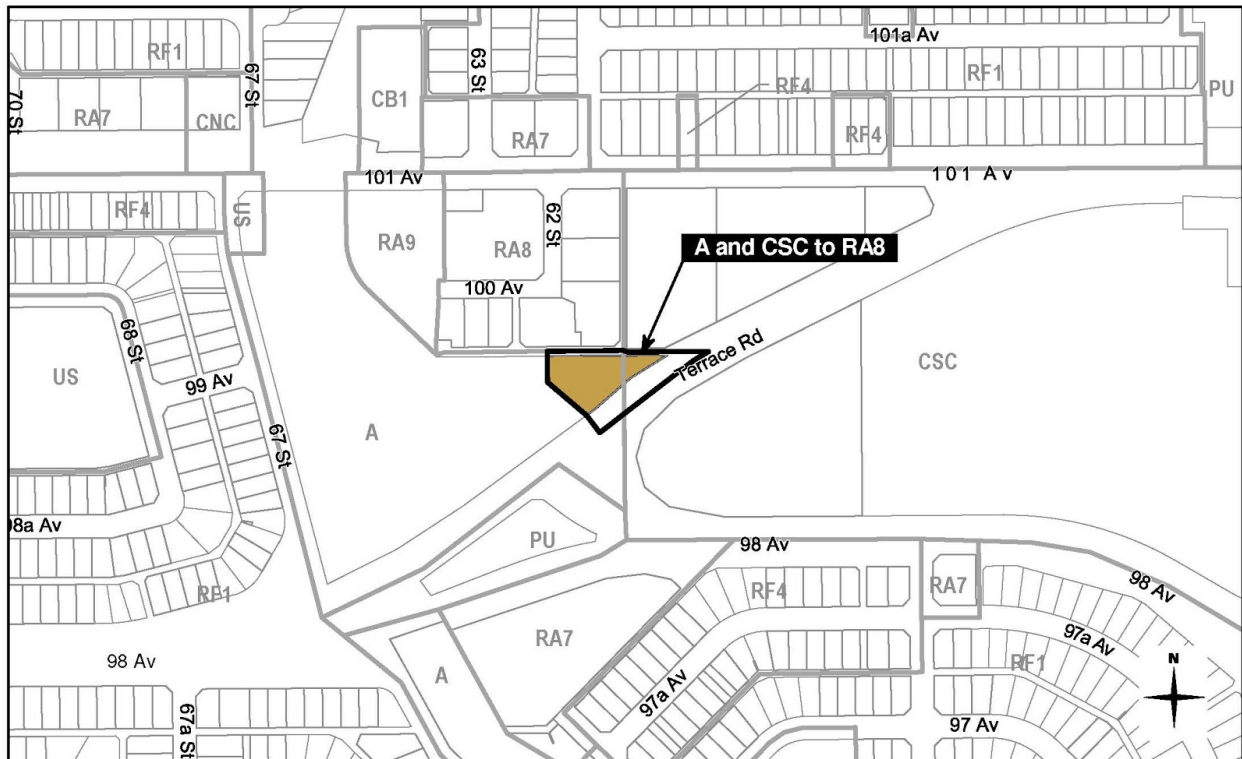 101a Av
RF1
63 St
67 St
RF1
CB1
RF4
PU
70 St
RA7
CNC
RA7
RF4
101 Av
101 Av
RF4
US
RA9
RA8
62 St
A and CSC to RA8
100 Av
68 St
Terrace Rd
US
CSC
99 Av
A
67 St
98a Av
PU
98 Av
RF4
RA7
98 Av
RF1
RA7
97a Av
RF1
98 Av
A
97a Av
N
67a St
97 Av